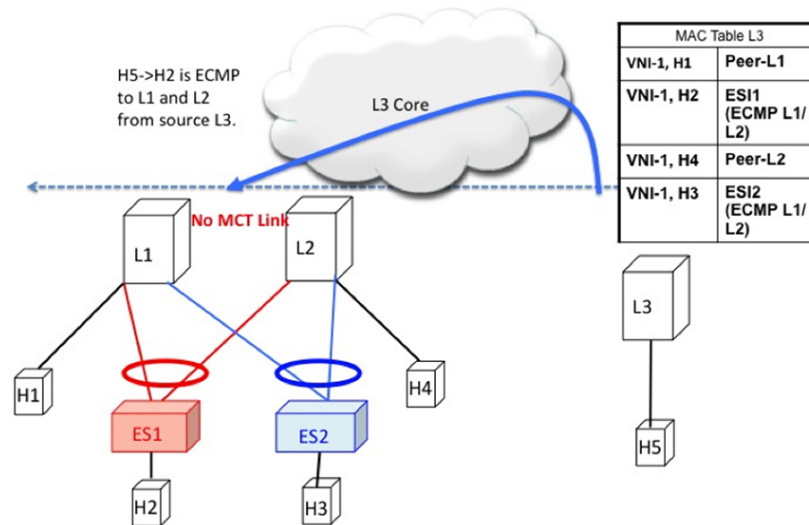 MAC Table L3
VNI-1, H1 Peer-L1
VNI-1, H2 ESI1
(ECMP L1/
L2)
VNI-1, H4 Peer-L2
VNI-1, H3 ESI2
(ECMP L1/
L2)
H5->H2 is ECMP
to L1 and L2
from source L3.
L3 Core
No MCT Link
L1
L2
L3
H1
H4
ES1
ES2
H5
H2
H3